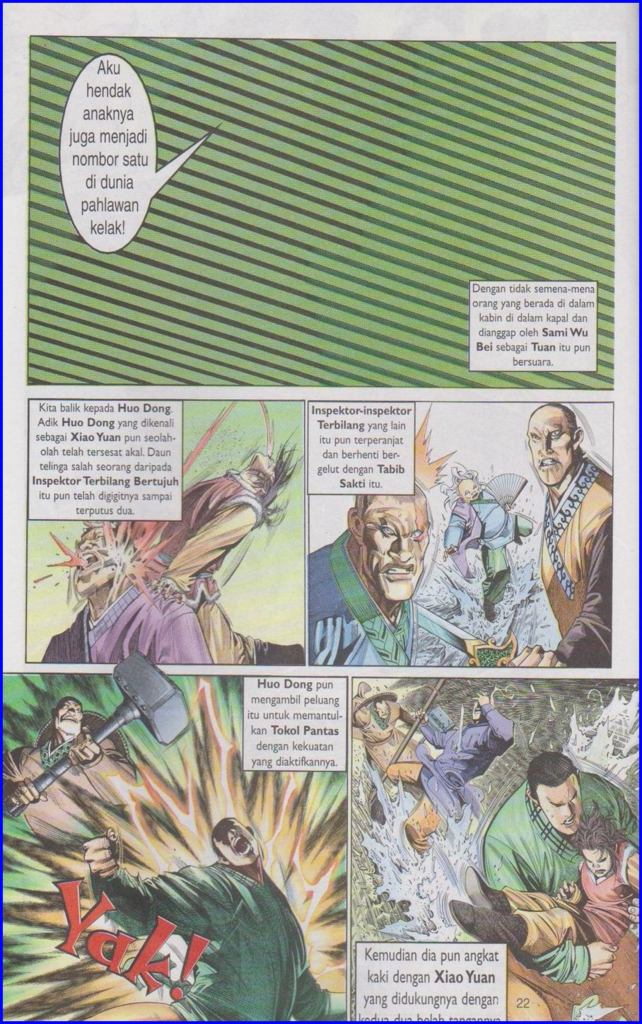 Aku
hendak
anaknya
juga menjadi
nombor satu
di dunia
pahlawan
kelak!
Dengan tidak semena-mena
orang yang berada di dalam
kabin di dalam kapal dan
dianggap oleh Sami Wu
Bei sebagai Tuan itu pun
bersuara.
Kita balik kepada Huo Dong.
Adik Huo Dong yang dikenali
sebagai Xiao Yuan pun seolah-
olah telah tersesat akal. Daun
telinga salah seorang daripada
Inspektor Terbilang Bertujuh
itu pun telah digigitnya sampai
terputus dua.
Inspektor-inspektor
Terbilang yang lain
itu pun terperanjat
dan berhenti ber-
gelut dengan Tabib
Sakti itu.
Huo Dong pun
mengambil peluang
itu untuk memantul-
kan Tokol Pantas
dengan kekuatan
yang diaktifkannya.
Yak!
Kemudian dia pun angkat
kaki dengan Xiao Yuan
yang didukungnya dengan
kedua-dua belah tangannya
22